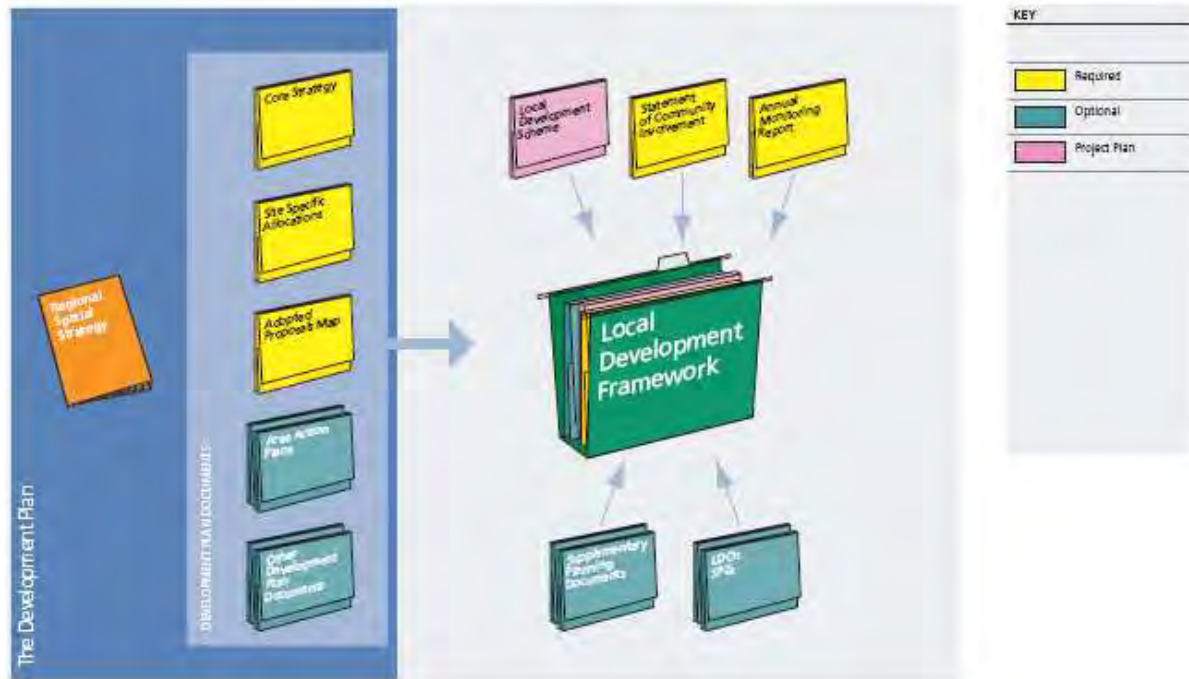 The Development Plan
Regional
Spatial
Strategy
DEVELOPMENT PLAN DOCUMENTS
Core Strategy
Site Specific
Allocations
Adopted
Proposals Map
Area Action
Plans
Other
Development
Plan
Documents
Local
Development
Scheme
Statement
of Community
Involvement
Annual
Monitoring
Report
Local
Development
Framework
Supplementary
Planning
Documents
LDOs
SPZs
KEY
Required
Optional
Project Plan